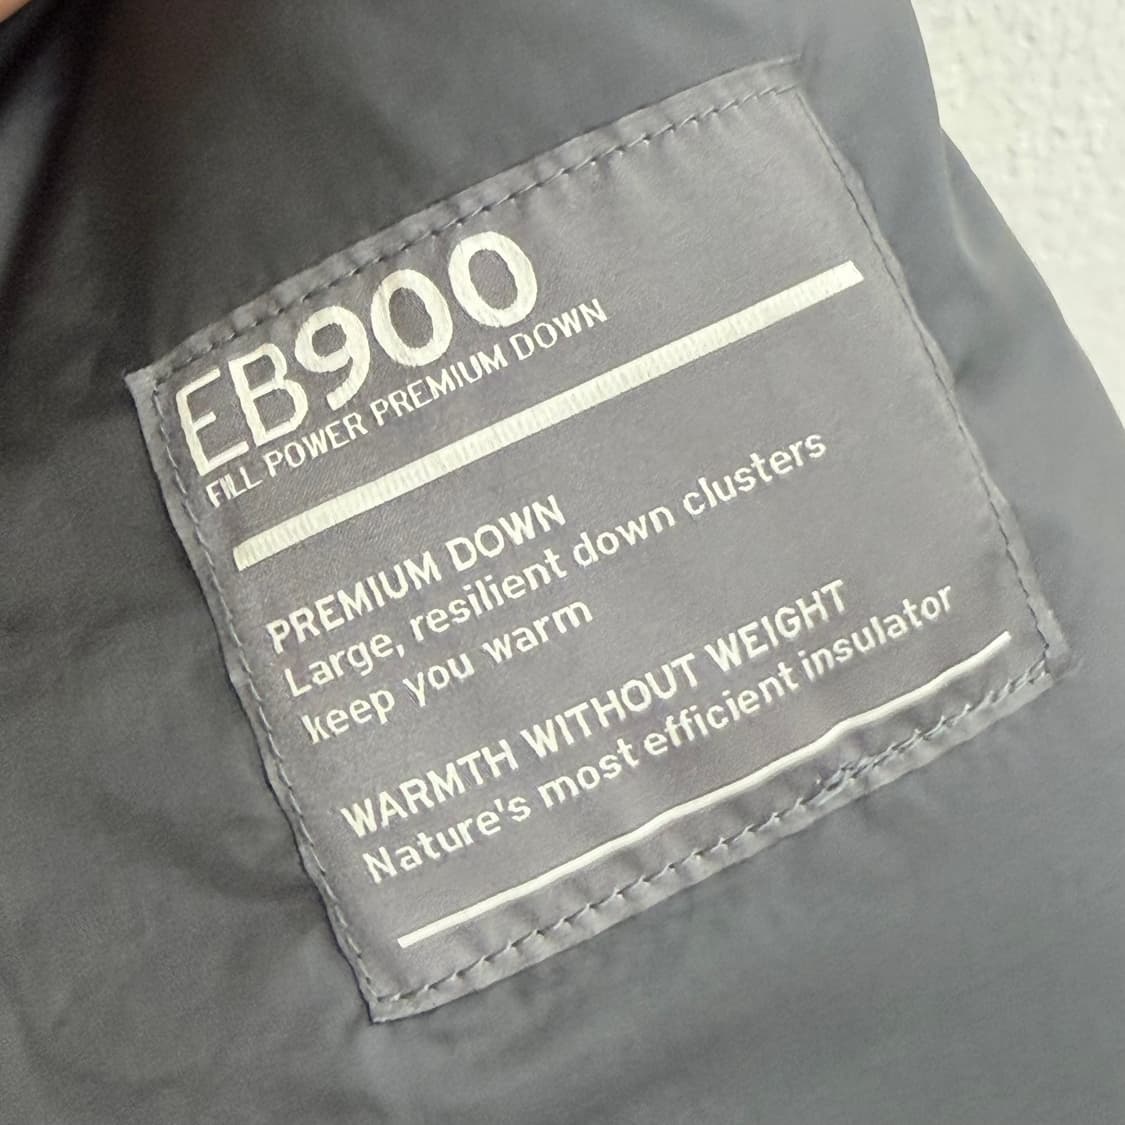 EB900
FILL POWER PREMIUM DOWN
PREMIUM DOWN
Large, resilient down clusters
keep you warm
WARMTH WITHOUT WEIGHT
Nature's most efficient insulator